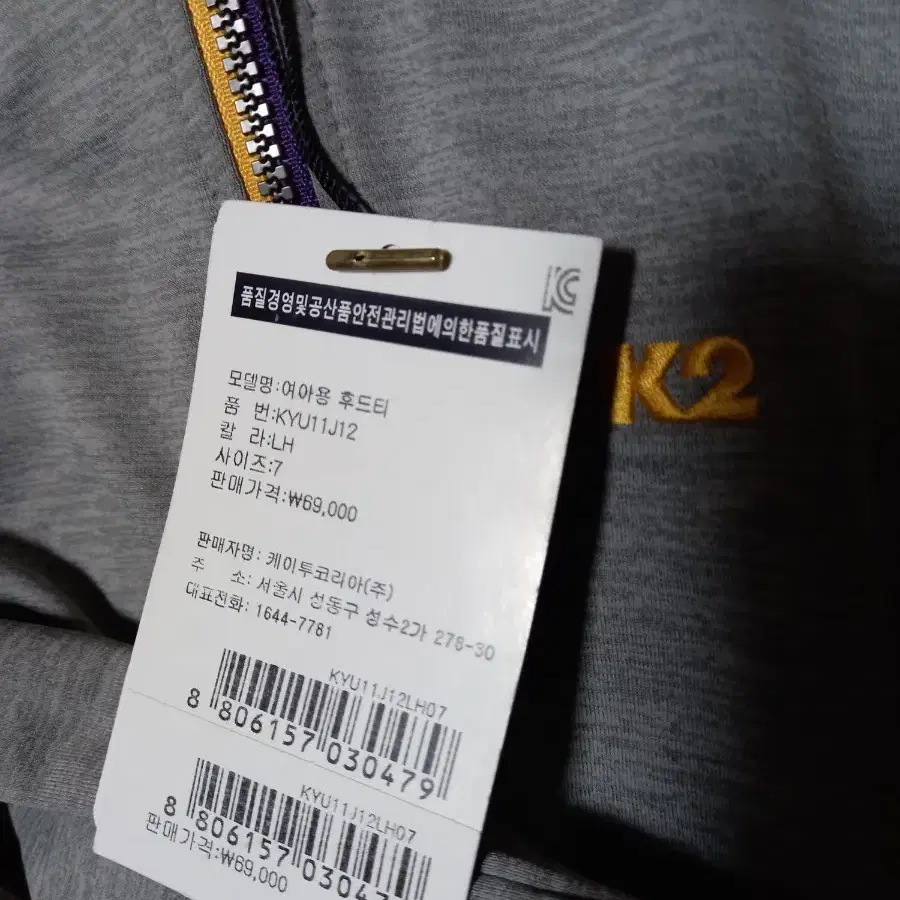 KC
품질경영및공산품안전관리법에의한품질표시
K2
모델명:여아용 후드티
품 번:KYU11J12
칼 라:LH
사이즈:7
판매가격:₩69,000
판매자명: 케이투코리아(주)
주 소: 서울시 성동구 성수2가 278-30
대표전화: 1644-7781
KYU11J12LH07
8 806157 030479
KYU11J12LH07
8 806157 03047
판매가격:₩69,000